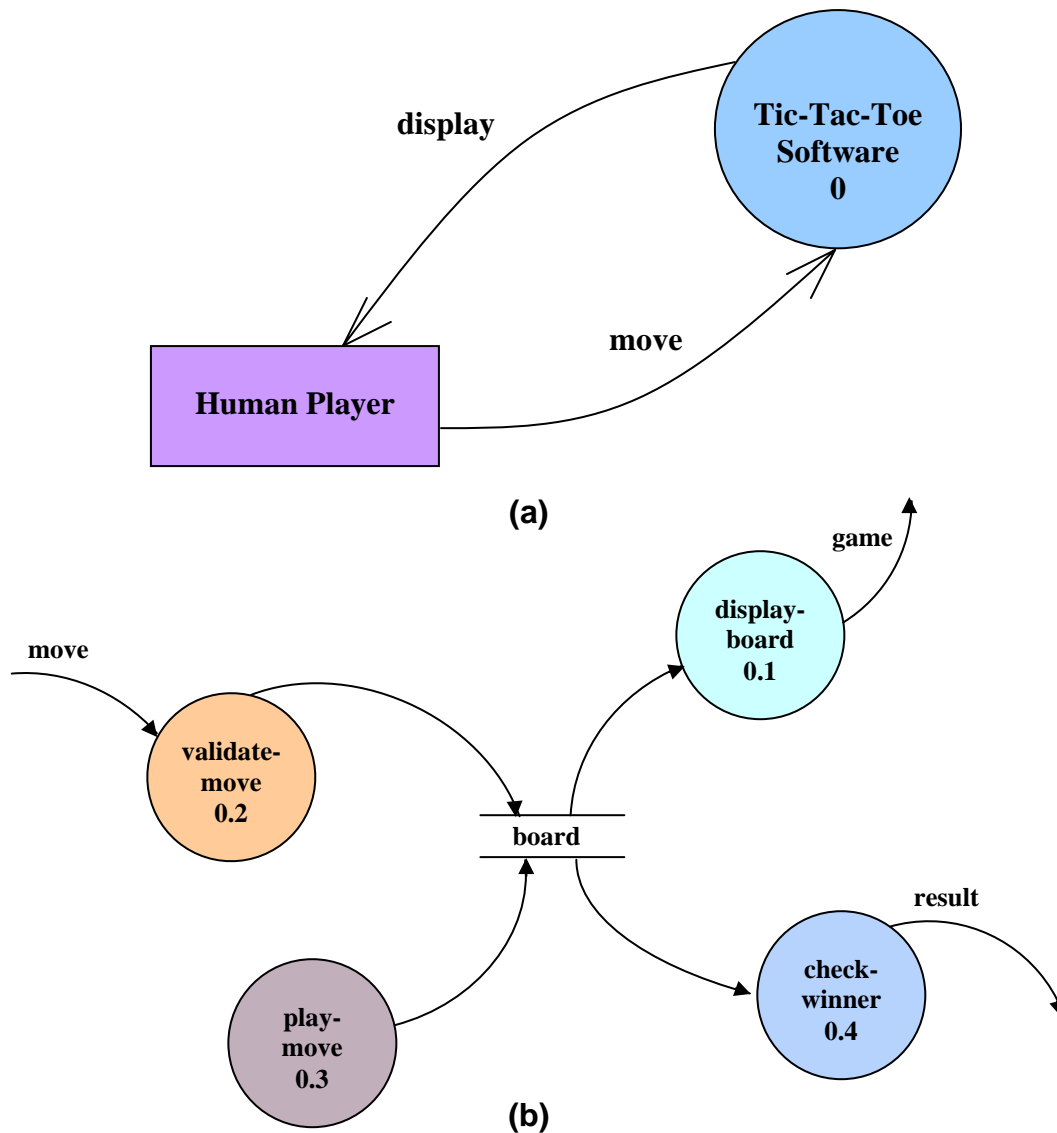 Tic-Tac-Toe
Software
0
display
move
Human Player
(a)
game
display-
board
0.1
move
validate-
move
0.2
board
result
check-
winner
0.4
play-
move
0.3
(b)